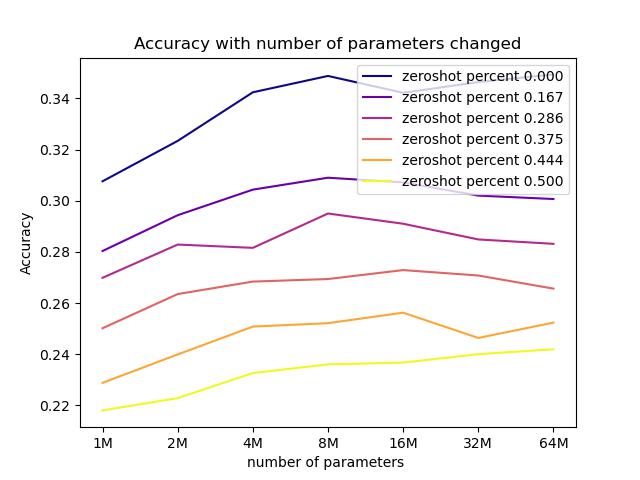 Accuracy with number of parameters changed
zeroshot percent 0.000
zeroshot percent 0.167
zeroshot percent 0.286
zeroshot percent 0.375
zeroshot percent 0.444
zeroshot percent 0.500
Accuracy
0.34
0.32
0.30
0.28
0.26
0.24
0.22
1M 2M 4M 8M 16M 32M 64M
number of parameters